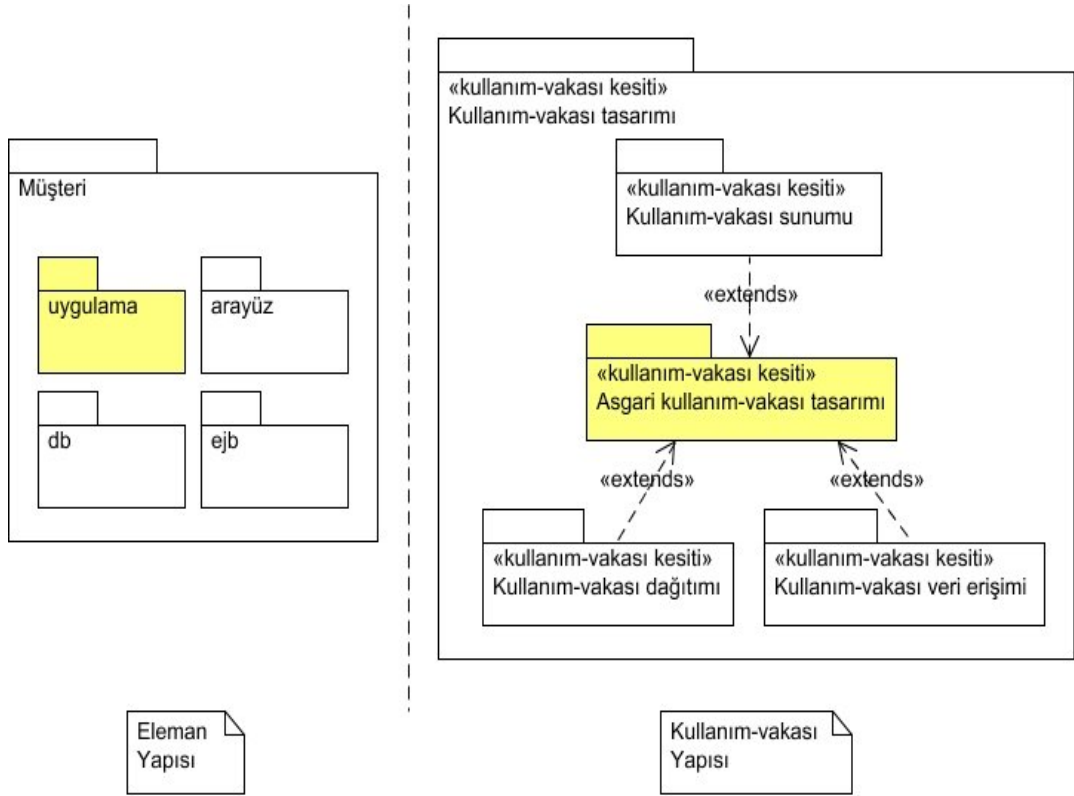 Müşteri
uygulama
arayüz
db
ejb
Eleman
Yapısı
«kullanım-vakası kesiti»
Kullanım-vakası tasarımı
«kullanım-vakası kesiti»
Kullanım-vakası sunumu
«extends»
«kullanım-vakası kesiti»
Asgari kullanım-vakası tasarımı
«extends»
«extends»
«kullanım-vakası kesiti»
Kullanım-vakası dağıtımı
«kullanım-vakası kesiti»
Kullanım-vakası veri erişimi
Kullanım-vakası
Yapısı